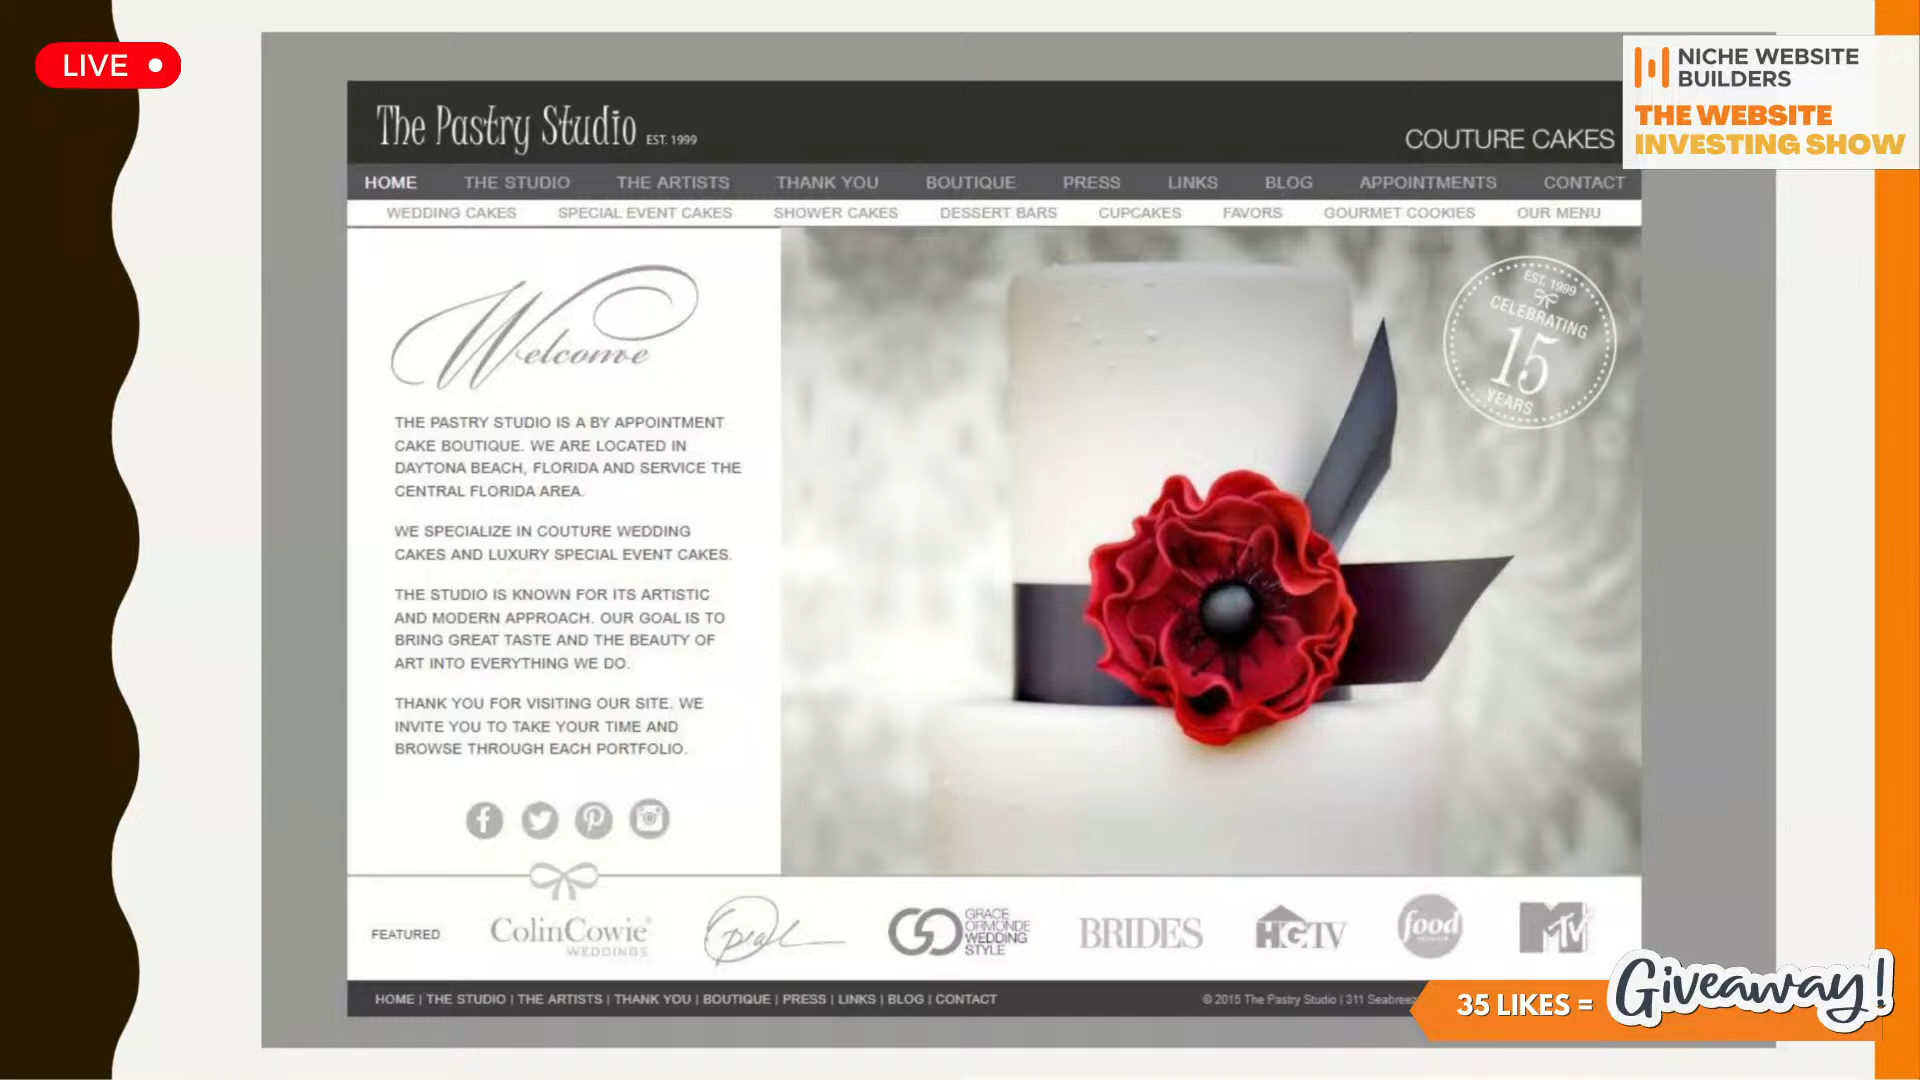 LIVE
NICHE WEBSITE
BUILDERS
THE WEBSITE
INVESTING SHOW
The Pastry Studio EST. 1999
COUTURE CAKES
HOME THE STUDIO THE ARTISTS THANK YOU BOUTIQUE PRESS LINKS BLOG APPOINTMENTS CONTACT
WEDDING CAKES SPECIAL EVENT CAKES SHOWER CAKES DESSERT BARS CUPCAKES FAVORS GOURMET COOKIES OUR MENU
Welcome
THE PASTRY STUDIO IS A BY APPOINTMENT
CAKE BOUTIQUE. WE ARE LOCATED IN
DAYTONA BEACH, FLORIDA AND SERVICE THE
CENTRAL FLORIDA AREA.
WE SPECIALIZE IN COUTURE WEDDING
CAKES AND LUXURY SPECIAL EVENT CAKES.
THE STUDIO IS KNOWN FOR ITS ARTISTIC
AND MODERN APPROACH. OUR GOAL IS TO
BRING GREAT TASTE AND THE BEAUTY OF
ART INTO EVERYTHING WE DO.
THANK YOU FOR VISITING OUR SITE. WE
INVITE YOU TO TAKE YOUR TIME AND
BROWSE THROUGH EACH PORTFOLIO.
EST. 1999
CELEBRATING
15
YEARS
FEATURED
ColinCowie
WEDDINGS
GRACE
ORMONDE
WEDDING
STYLE
BRIDES
HGTV
food
MTV
HOME | THE STUDIO | THE ARTISTS | THANK YOU | BOUTIQUE | PRESS | LINKS | BLOG | CONTACT
© 2015 The Pastry Studio | 311
35 LIKES = Giveaway!